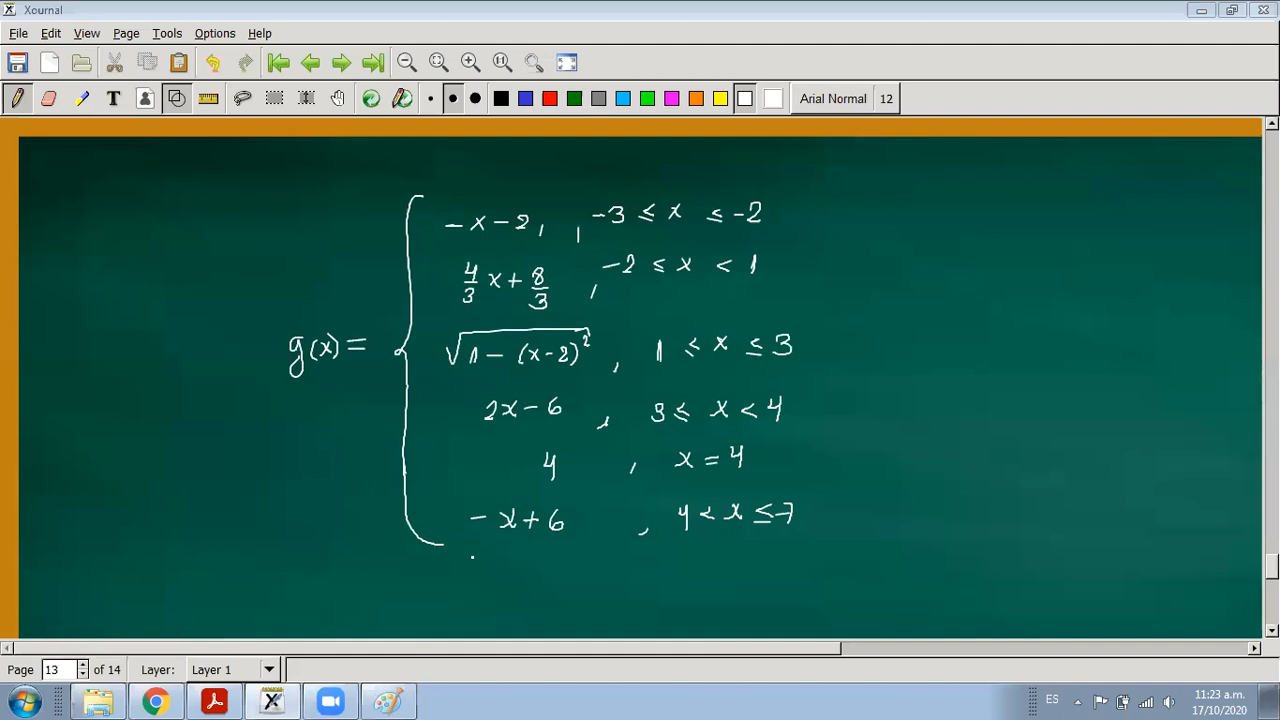 Xournal
File Edit View Page Tools Options Help
Arial Normal 12
g(x) =
-x-2, , -3 ≤ x ≤ -2
4/3 x + 8/3 , -2 ≤ x < 1
√(1-(x-2)²) , 1 ≤ x ≤ 3
2x-6 , 3 ≤ x < 4
4 , x = 4
-x+6 , 4 < x ≤ 7
Page 13 of 14 Layer: Layer 1
ES 11:23 a.m.
17/10/2020